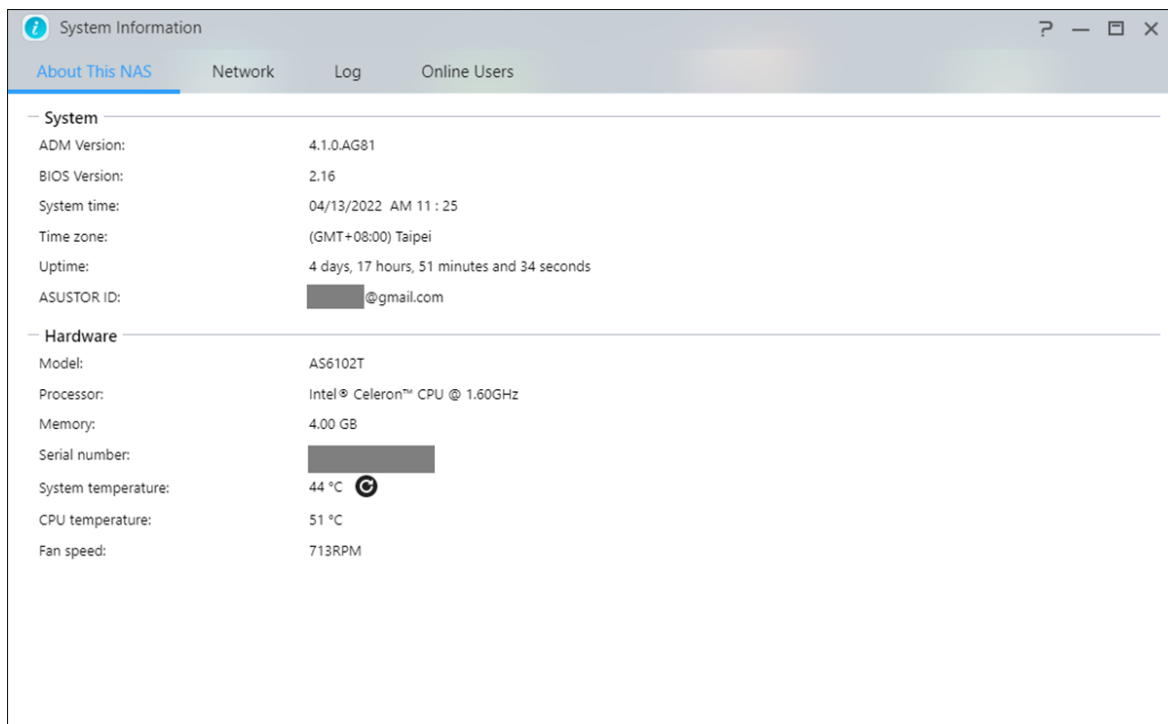 System Information
About This NAS Network Log Online Users
System
ADM Version: 4.1.0.AG81
BIOS Version: 2.16
System time: 04/13/2022 AM 11 : 25
Time zone: (GMT+08:00) Taipei
Uptime: 4 days, 17 hours, 51 minutes and 34 seconds
ASUSTOR ID: @gmail.com
Hardware
Model: AS6102T
Processor: Intel® Celeron™ CPU @ 1.60GHz
Memory: 4.00 GB
Serial number:
System temperature: 44 °C
CPU temperature: 51 °C
Fan speed: 713RPM